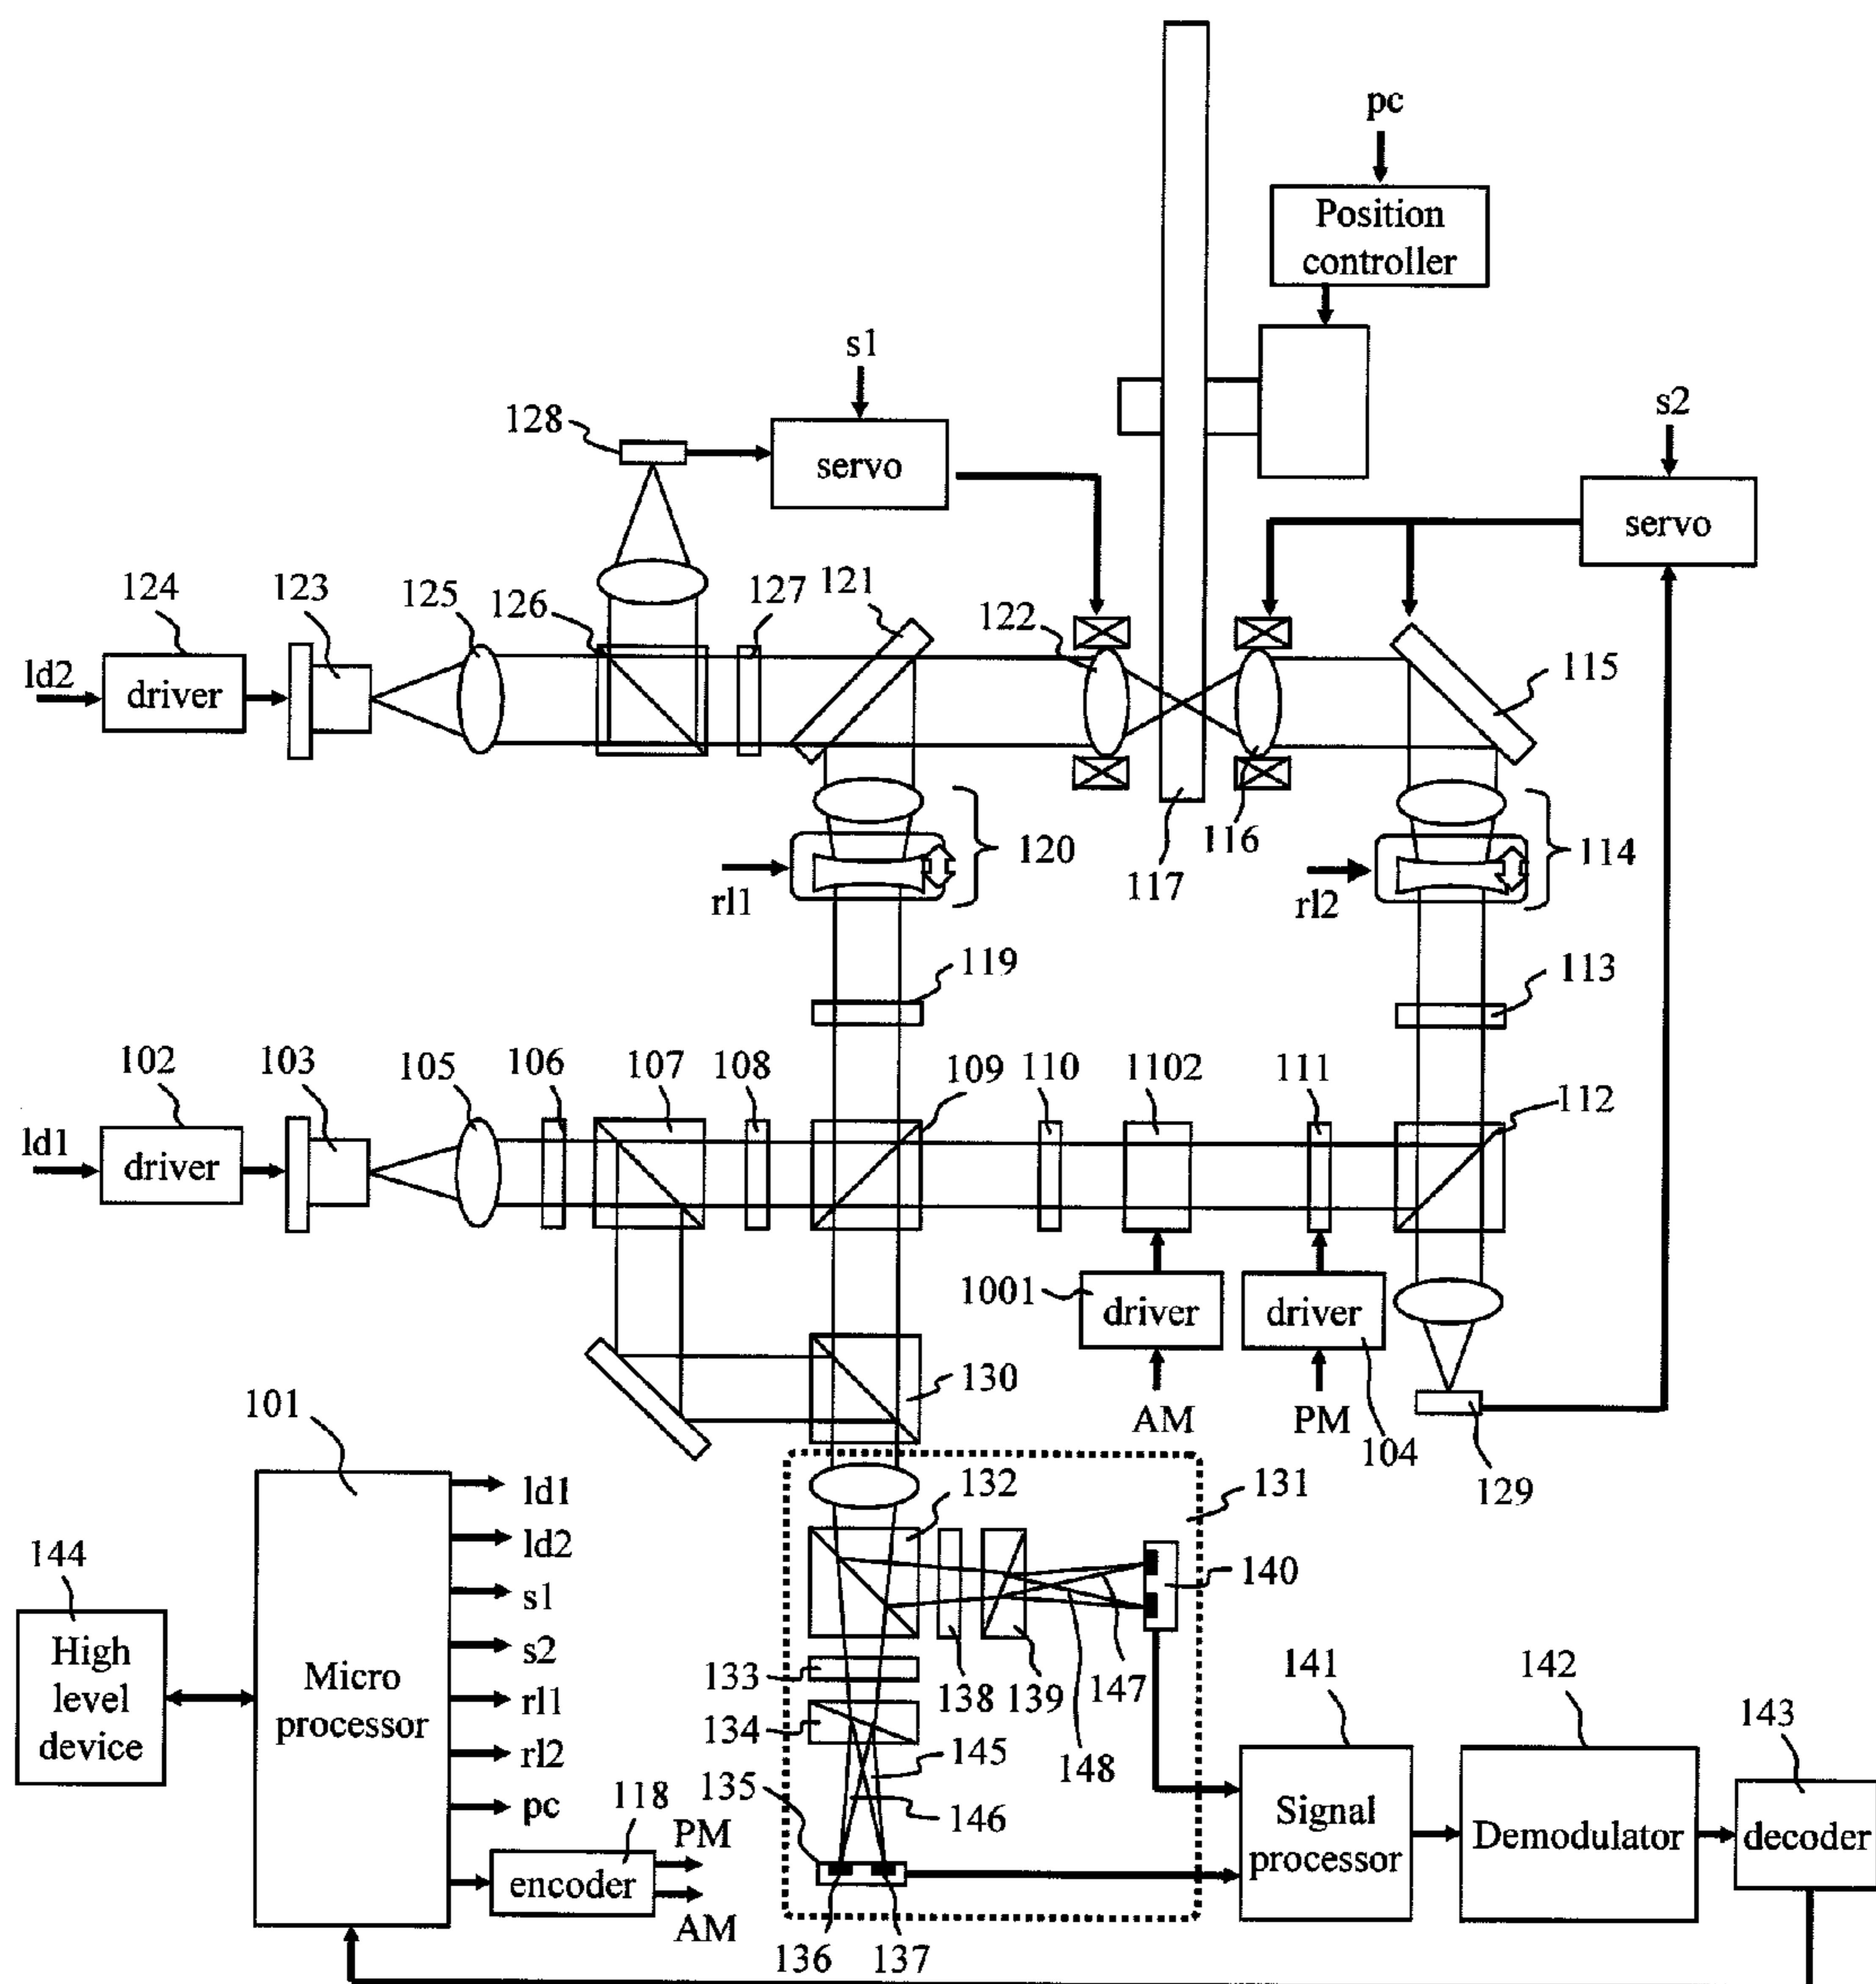 pc
Position
controller
s1
s2
128
servo
servo
124
123
125
126
127
121
122
115
ld2
driver
116
120
114
rl1
117
rl2
119
113
102
103
105
106
107
108
109
110
1102
111
112
ld1
driver
1001
driver
driver
130
101
AM
PM
104
129
ld1
132
131
144
ld2
140
High
level
device
s1
s2
Micro
processor
133
138
139
147
141
142
rl1
134
148
143
rl2
145
135
118
146
pc
PM
Signal
processor
Demodulator
decoder
encoder
AM
136
137